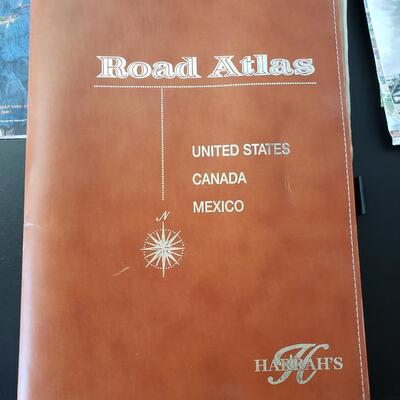 Road Atlas
UNITED STATES
CANADA
MEXICO
N
H
HARRAH'S